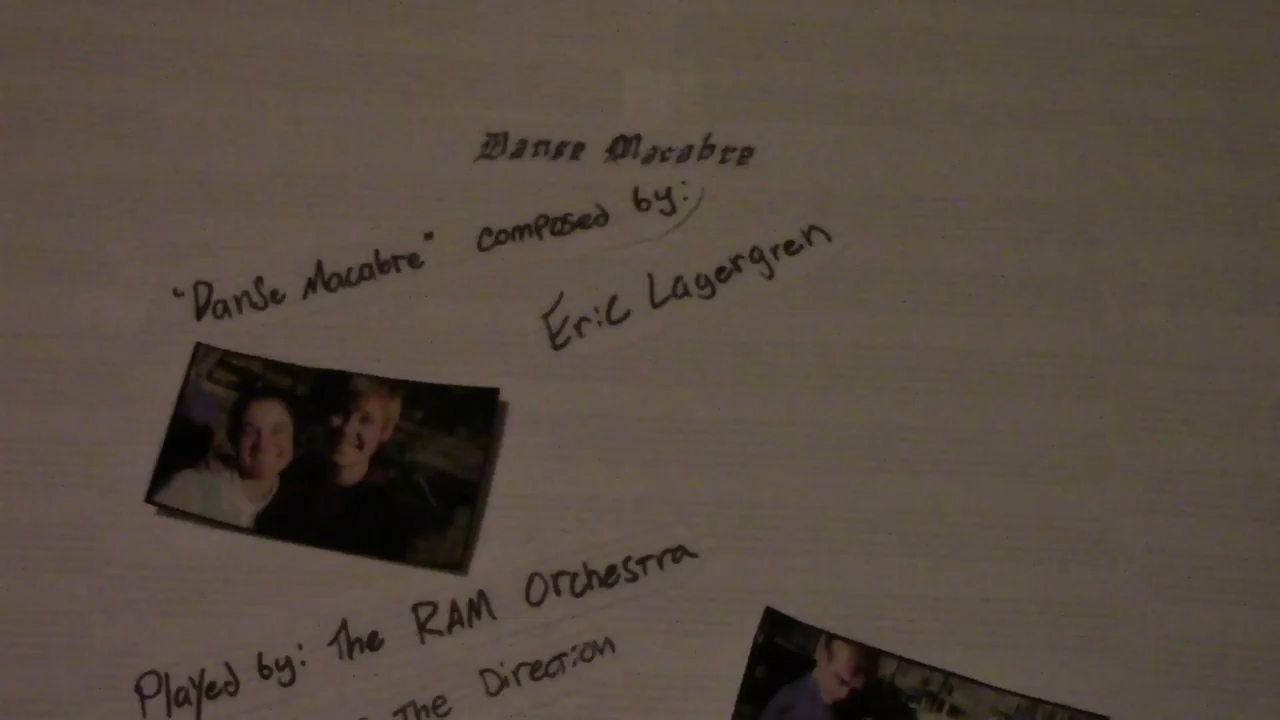 Danse Macabre
"Danse Macabre" composed by:
Eric Lagergren
Played by: The RAM Orchestra
The Direction